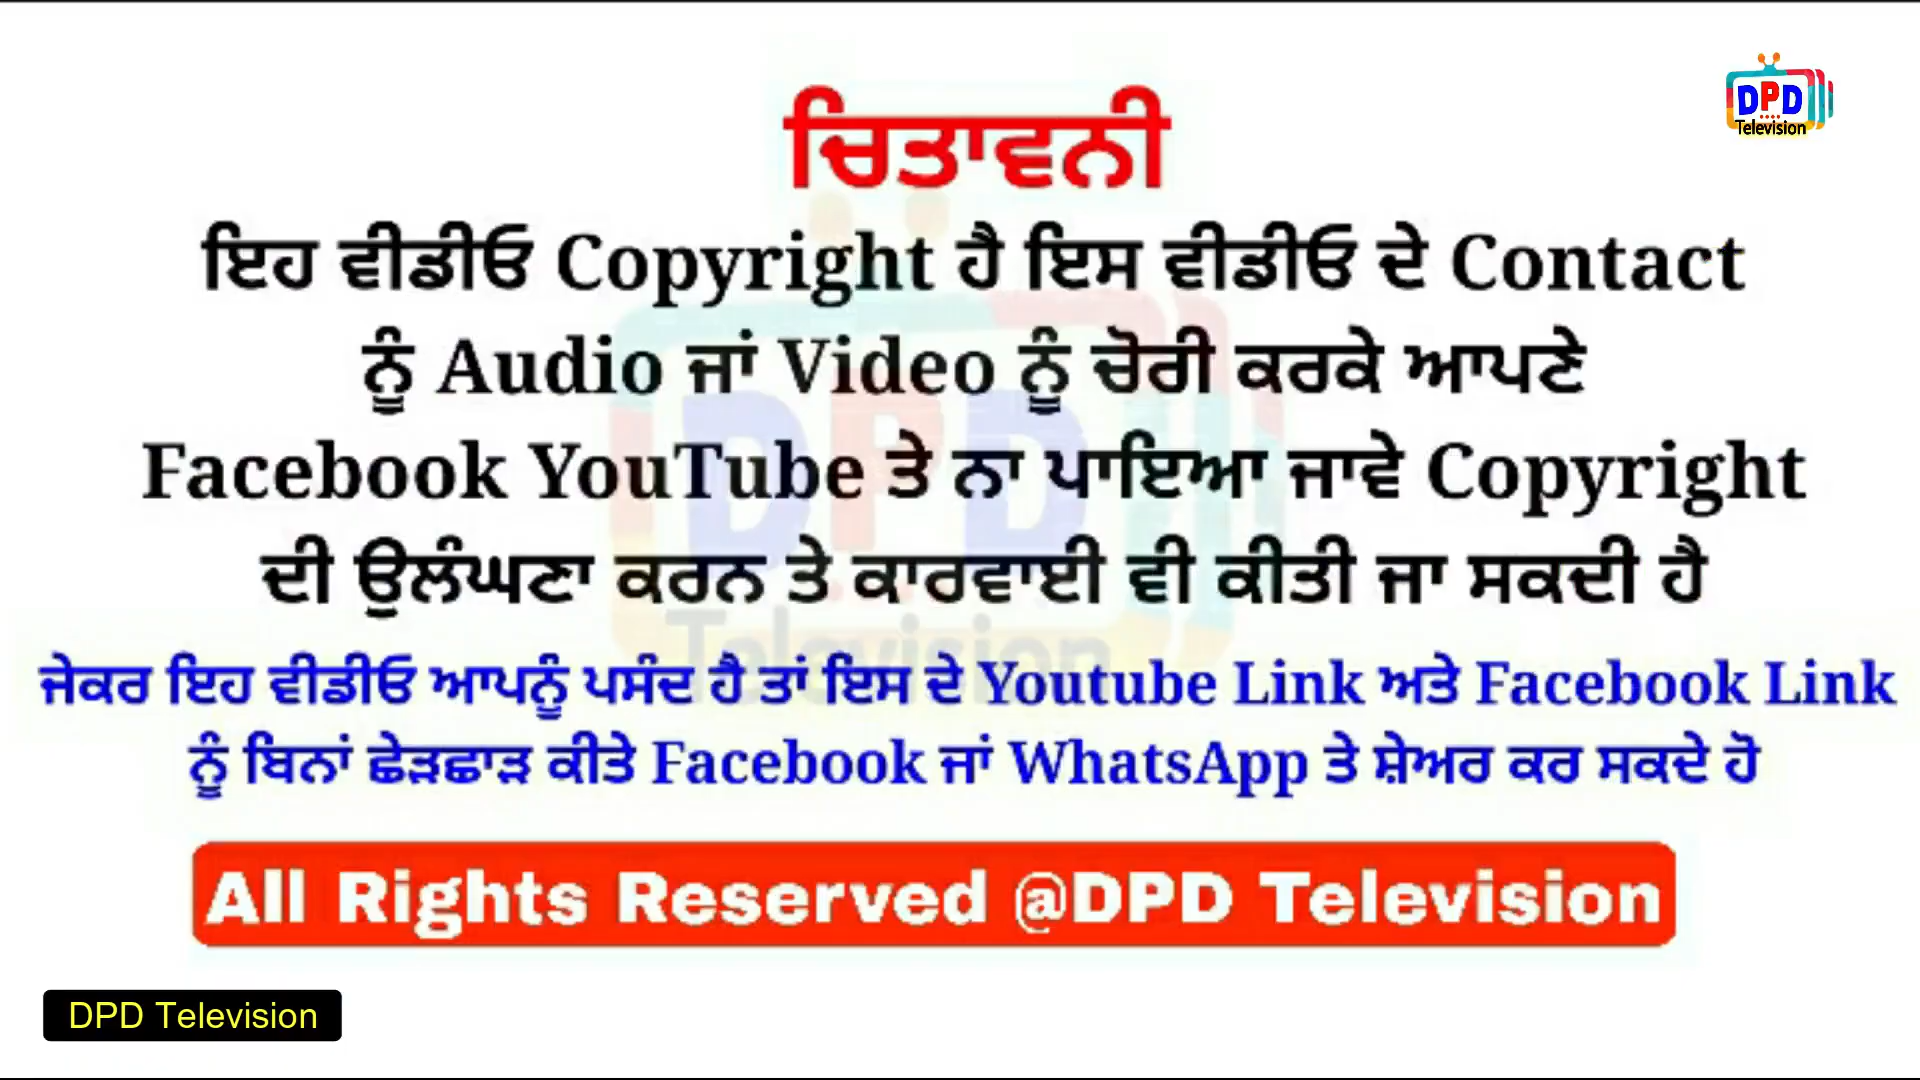 DPD
Television
ਚਿਤਾਵਨੀ
ਇਹ ਵੀਡੀਓ Copyright ਹੈ ਇਸ ਵੀਡੀਓ ਦੇ Contact
ਨੂੰ Audio ਜਾਂ Video ਨੂੰ ਚੋਰੀ ਕਰਕੇ ਆਪਣੇ
Facebook YouTube ਤੇ ਨਾ ਪਾਇਆ ਜਾਵੇ Copyright
ਦੀ ਉਲੰਘਣਾ ਕਰਨ ਤੇ ਕਾਰਵਾਈ ਵੀ ਕੀਤੀ ਜਾ ਸਕਦੀ ਹੈ
ਜੇਕਰ ਇਹ ਵੀਡੀਓ ਆਪਨੂੰ ਪਸੰਦ ਹੈ ਤਾਂ ਇਸ ਦੇ Youtube Link ਅਤੇ Facebook Link
ਨੂੰ ਬਿਨਾਂ ਛੇੜਛਾੜ ਕੀਤੇ Facebook ਜਾਂ WhatsApp ਤੇ ਸ਼ੇਅਰ ਕਰ ਸਕਦੇ ਹੋ
All Rights Reserved @DPD Television
DPD Television